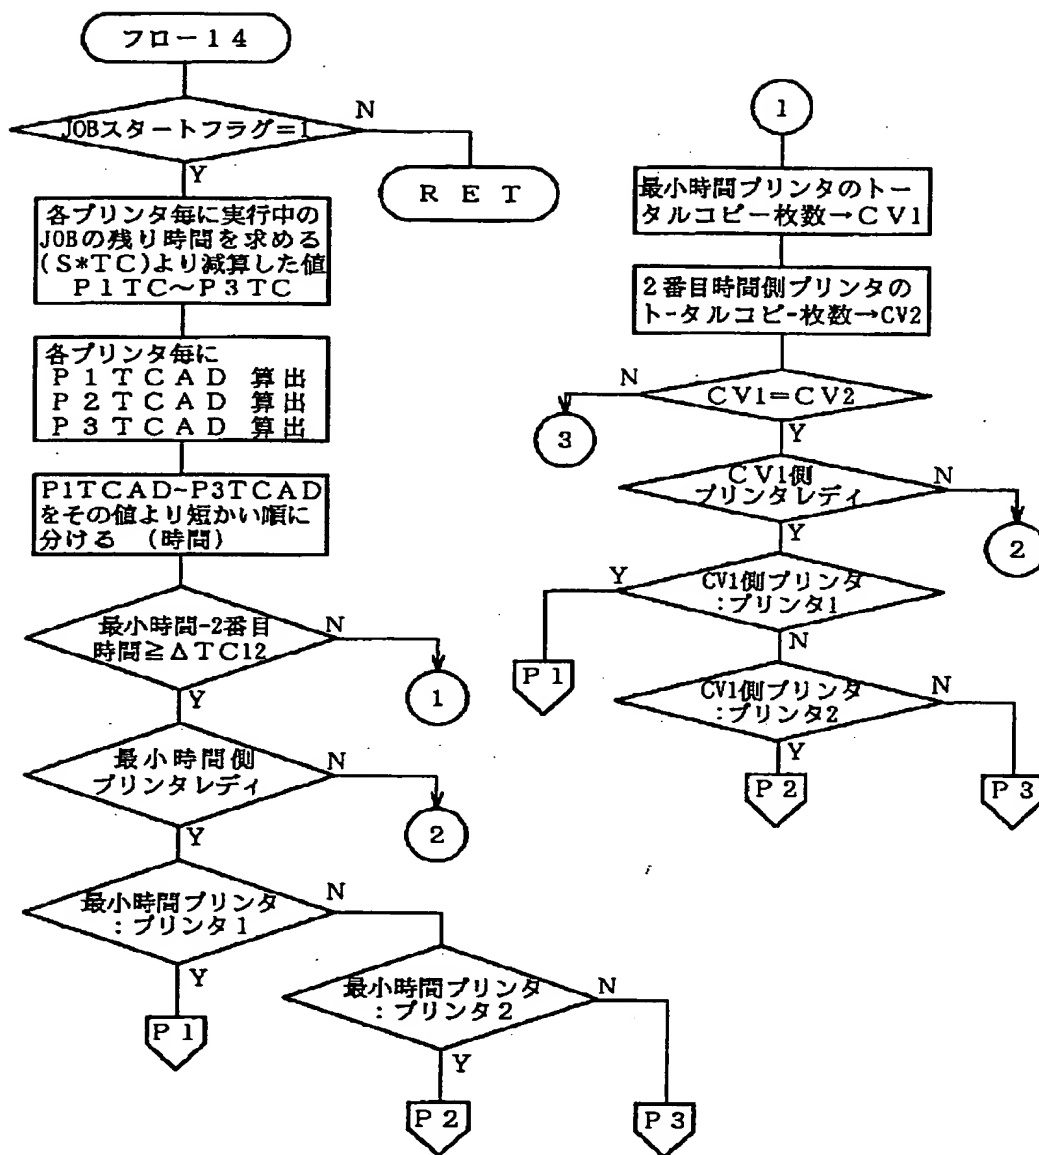 フロー１４
JOBスタートフラグ＝1
N
Y
ＲＥＴ
各プリンタ毎に実行中の
JOBの残り時間を求める
(S*TC)より減算した値
Ｐ１ＴＣ～Ｐ３ＴＣ
各プリンタ毎に
Ｐ１ＴＣＡＤ 算出
Ｐ２ＴＣＡＤ 算出
Ｐ３ＴＣＡＤ 算出
P1TCAD~P3TCAD
をその値より短かい順に
分ける （時間）
最小時間-2番目
時間≧ΔTC12
N
1
Y
最小時間側
プリンタレディ
N
2
Y
最小時間プリンタ
：プリンタ１
N
Y
P１
最小時間プリンタ
：プリンタ２
N
Y
P２
P３
1
最小時間プリンタのトー
タルコピー枚数→ＣＶ1
２番目時間側プリンタの
ト-タルコピ-枚数→CV2
ＣＶ1＝ＣＶ2
N
3
Y
ＣＶ1側
プリンタレディ
N
2
Y
CV1側プリンタ
：プリンタ1
Y
P１
N
CV1側プリンタ
：プリンタ2
N
Y
P２
P３